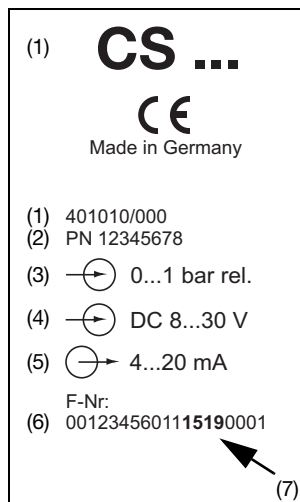 (1) CS ...
CE
Made in Germany
(1) 401010/000
(2) PN 12345678
(3) 0...1 bar rel.
(4) DC 8...30 V
(5) 4...20 mA
F-Nr:
(6) 0012345601115190001
(7)